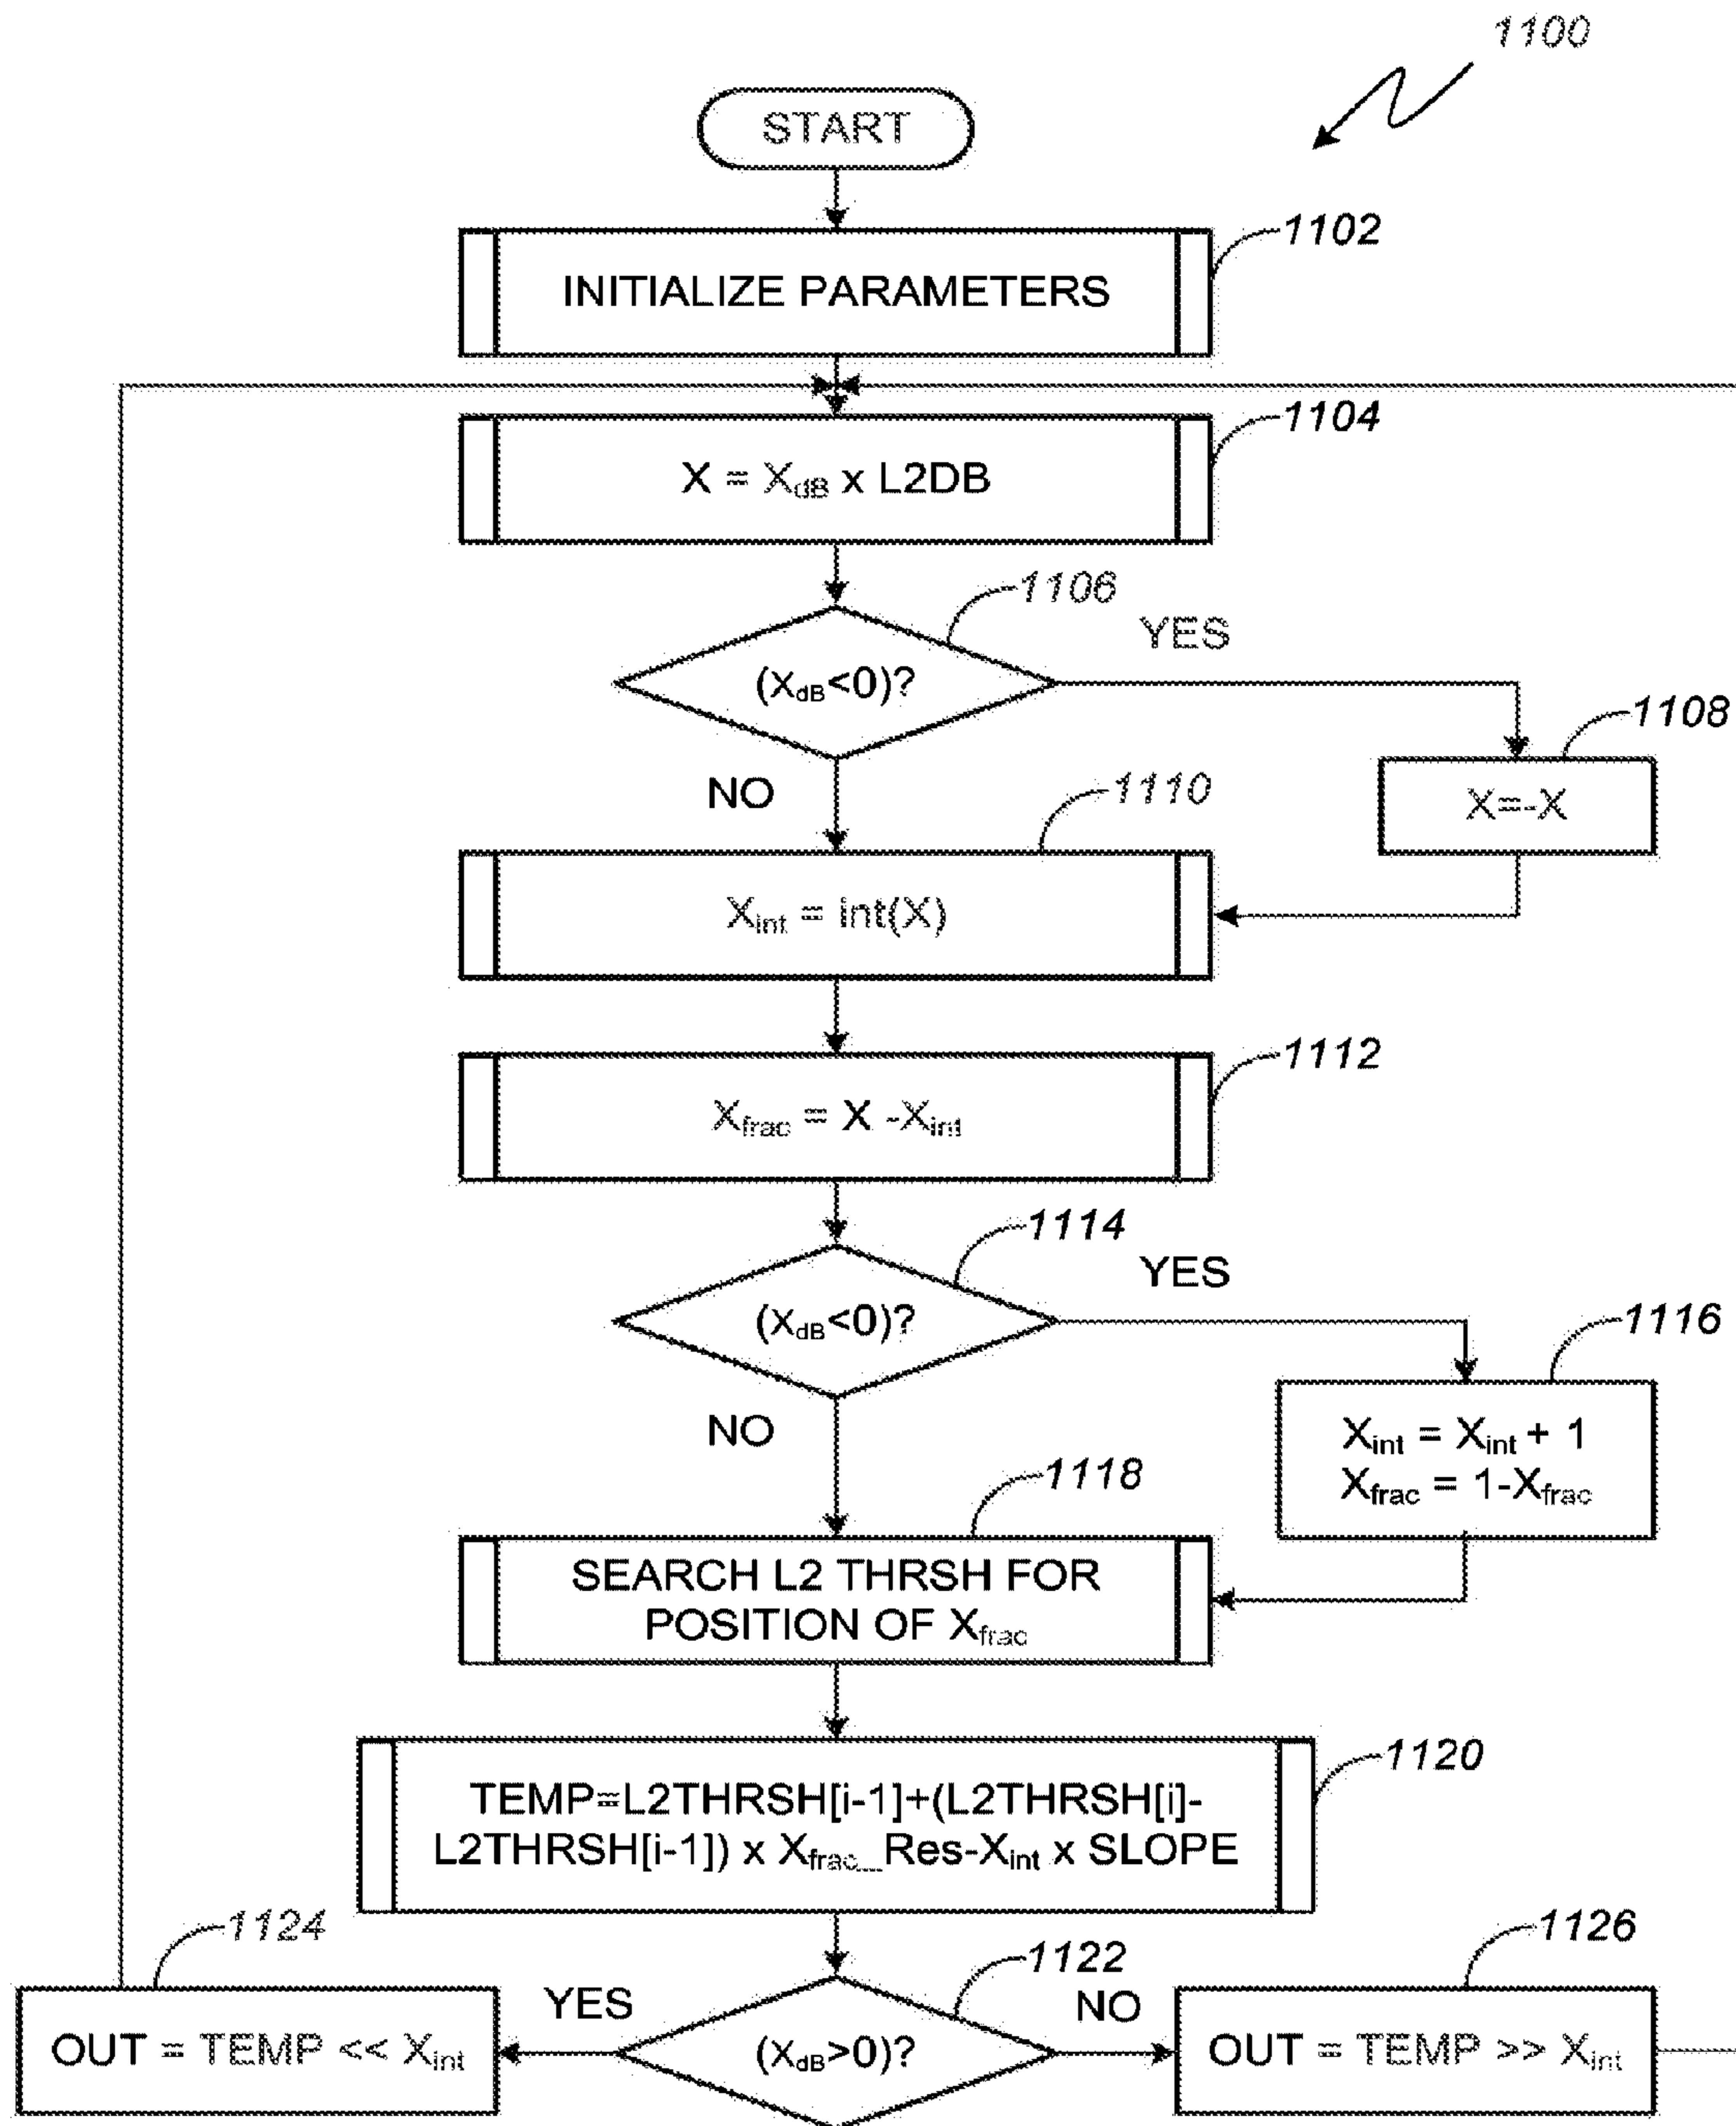 1100
START
1102
INITIALIZE PARAMETERS
1104
X = XdB x L2DB
1106
YES
(XdB<0)?
1108
X=-X
NO
1110
Xint = int(X)
1112
Xfrac = X -Xint
1114
YES
(XdB<0)?
1116
Xint = Xint + 1
Xfrac = 1-Xfrac
NO
1118
SEARCH L2 THRSH FOR
POSITION OF Xfrac
1120
TEMP=L2THRSH[i-1]+(L2THRSH[i]-
L2THRSH[i-1]) x Xfrac_Res-Xint x SLOPE
1124
1122
1126
YES
NO
OUT = TEMP << Xint
(XdB>0)?
OUT = TEMP >> Xint